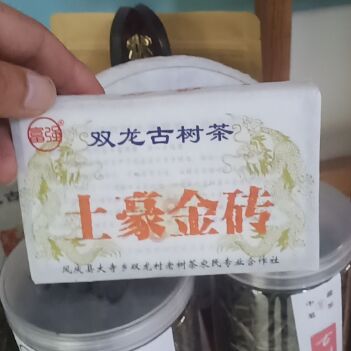 富强
双龙古树茶
土豪金砖
凤庆县大寺乡双龙村老树茶农民专业合作社